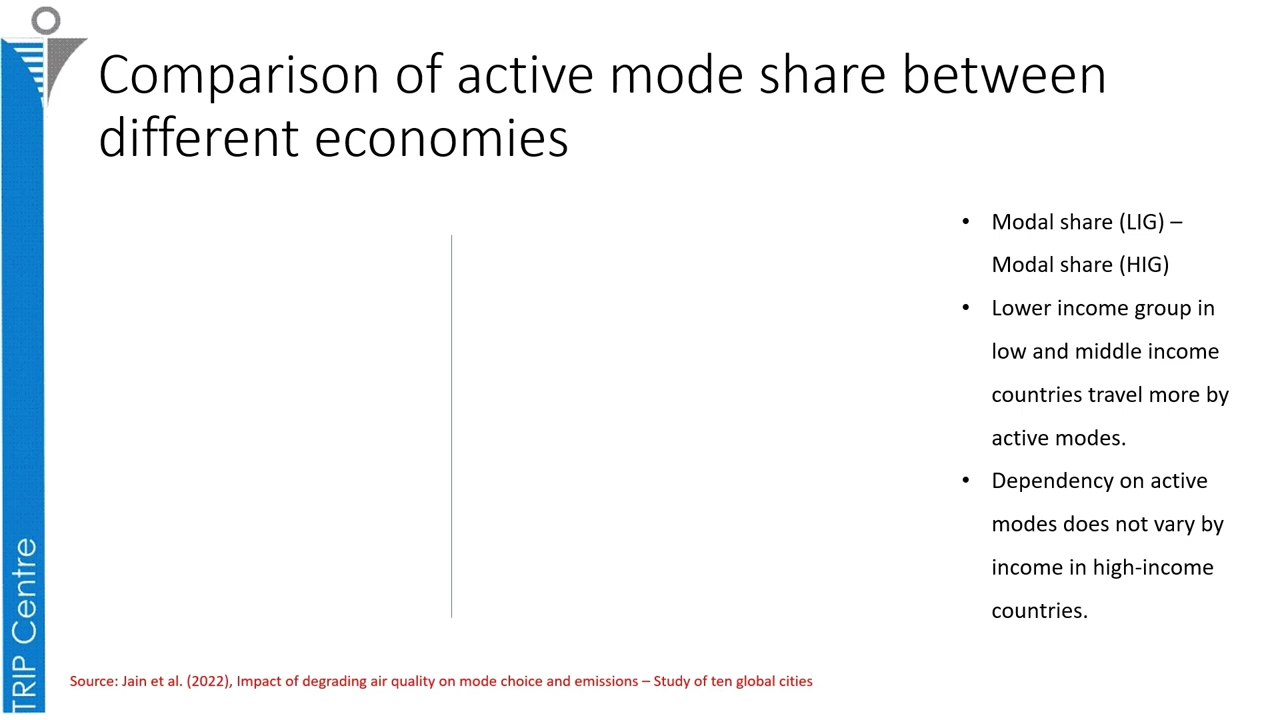 Comparison of active mode share between
different economies
• Modal share (LIG) –
Modal share (HIG)
• Lower income group in
low and middle income
countries travel more by
active modes.
• Dependency on active
modes does not vary by
income in high-income
countries.
Source: Jain et al. (2022), Impact of degrading air quality on mode choice and emissions – Study of ten global cities
TRIP Centre